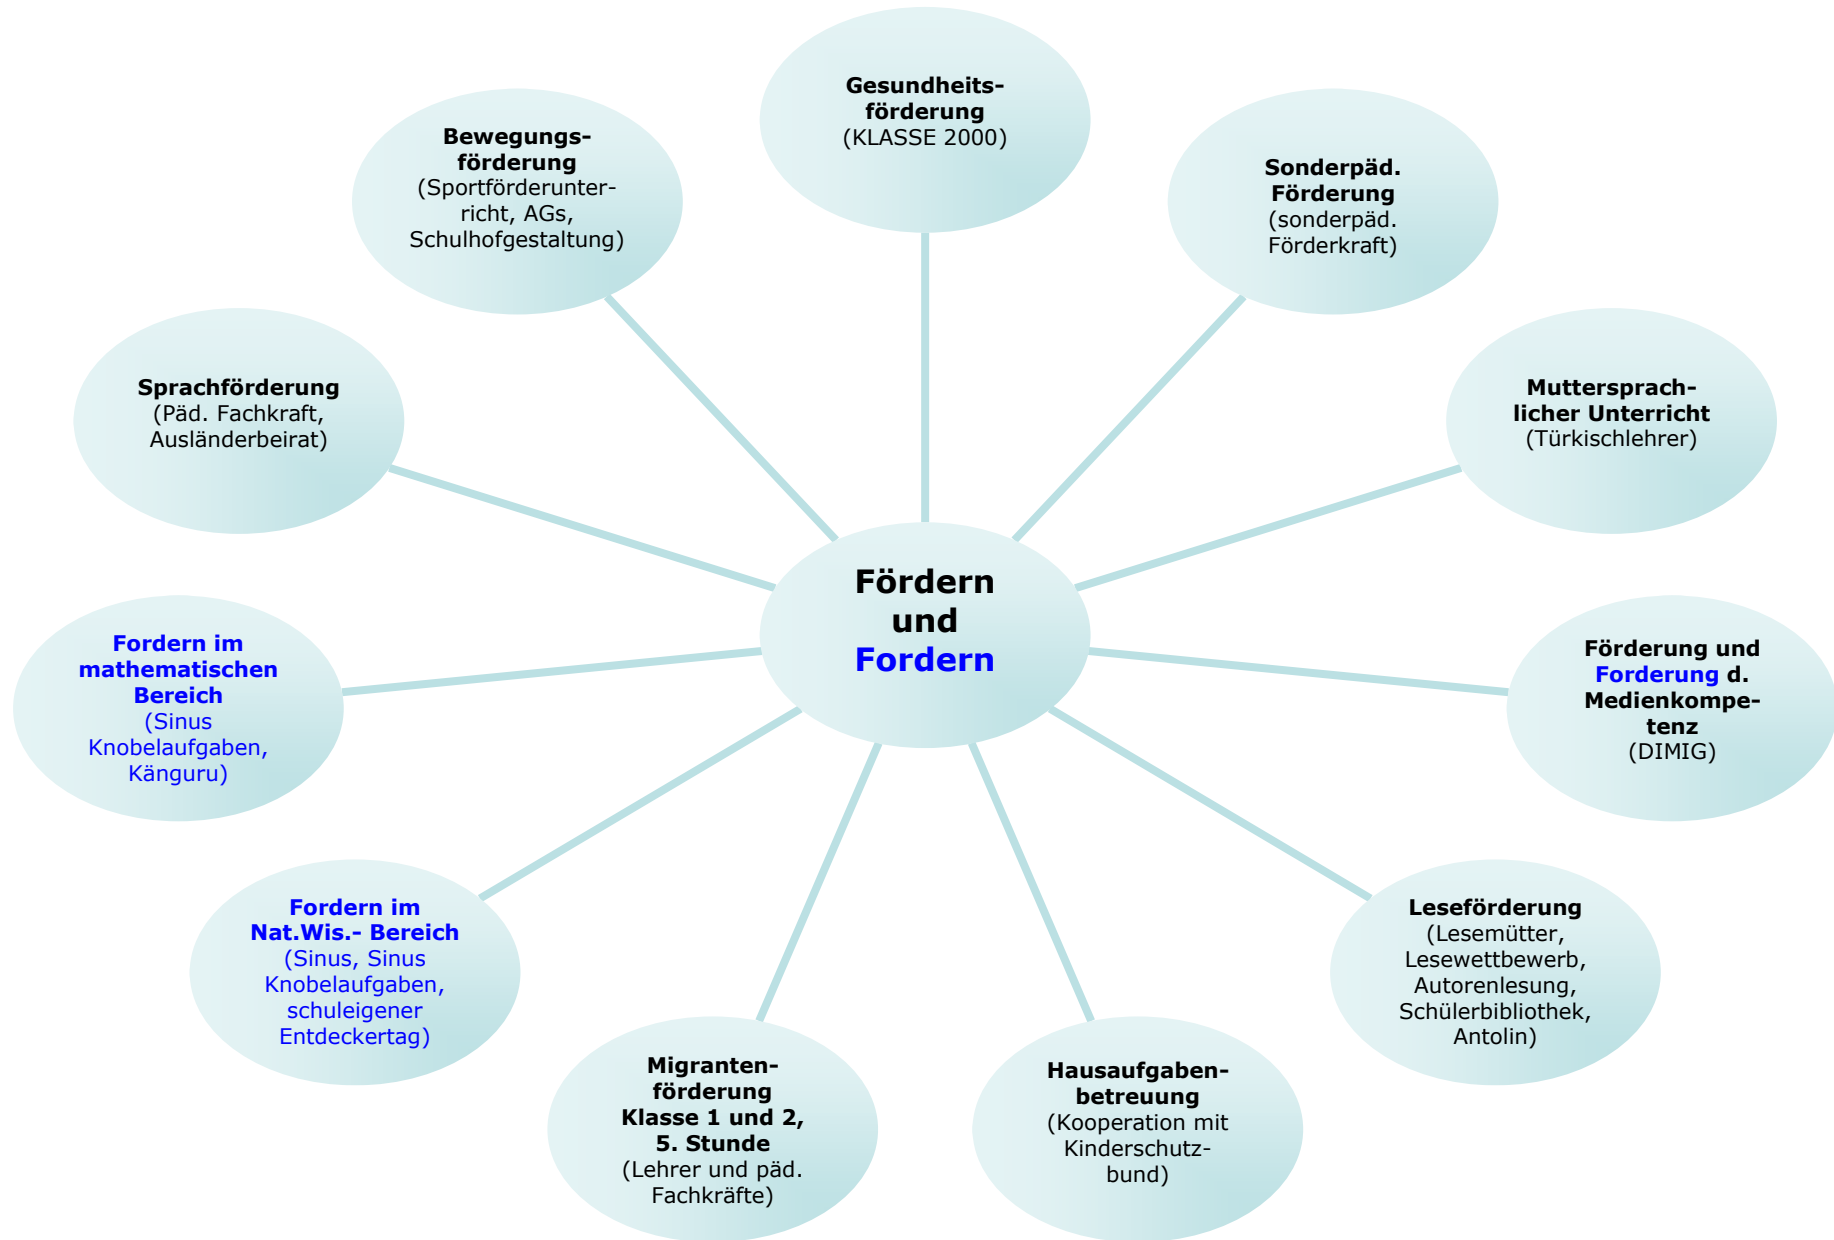 Gesundheits-
förderung
(KLASSE 2000)
Bewegungs-
förderung
(Sportförderunter-
richt, AGs,
Schulhofgestaltung)
Sonderpäd.
Förderung
(sonderpäd.
Förderkraft)
Sprachförderung
(Päd. Fachkraft,
Ausländerbeirat)
Muttersprach-
licher Unterricht
(Türkischlehrer)
Fördern
und
Fordern
Fordern im
mathematischen
Bereich
(Sinus
Knobelaufgaben,
Känguru)
Förderung und
Forderung d.
Medienkompe-
tenz
(DIMIG)
Fordern im
Nat.Wis.- Bereich
(Sinus, Sinus
Knobelaufgaben,
schuleigener
Entdeckertag)
Leseförderung
(Lesemütter,
Lesewettbewerb,
Autorenlesung,
Schülerbibliothek,
Antolin)
Migranten-
förderung
Klasse 1 und 2,
5. Stunde
(Lehrer und päd.
Fachkräfte)
Hausaufgaben-
betreuung
(Kooperation mit
Kinderschutz-
bund)